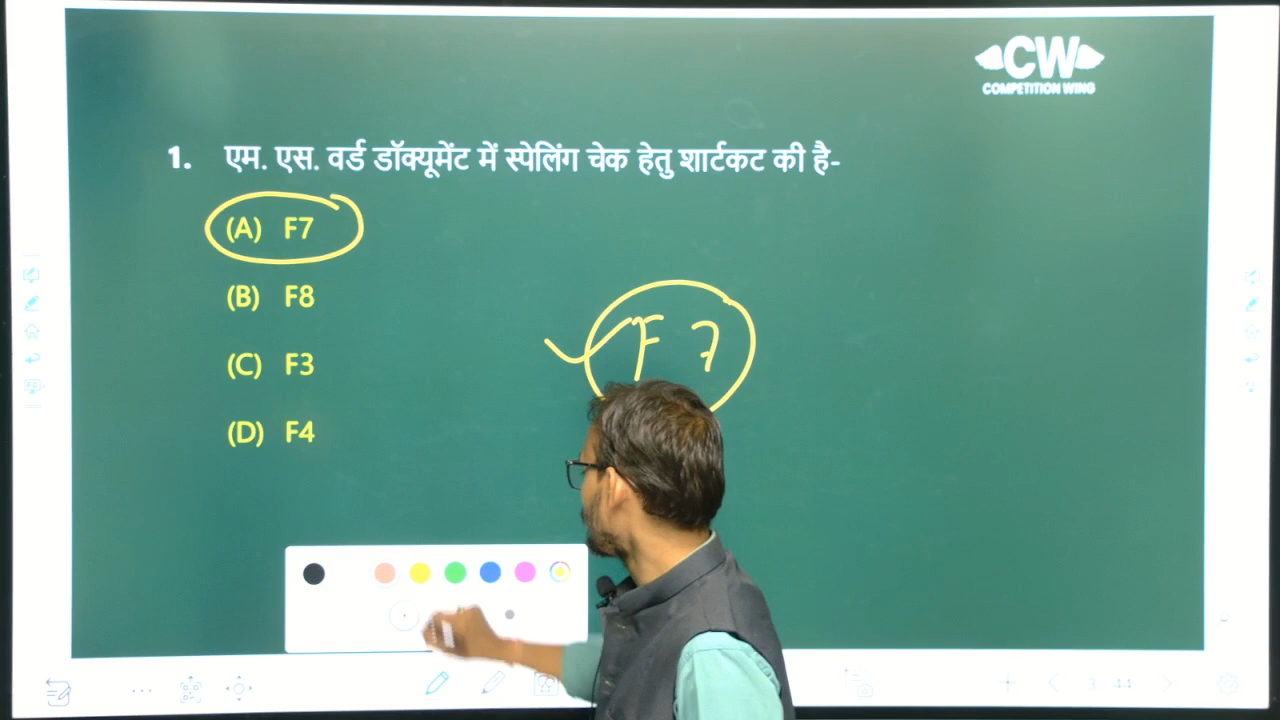 CW
COMPETITION WING
1. एम. एस. वर्ड डॉक्यूमेंट में स्पेलिंग चेक हेतु शार्टकट की है-
(A) F7
(B) F8
(C) F3
(D) F4
F 7